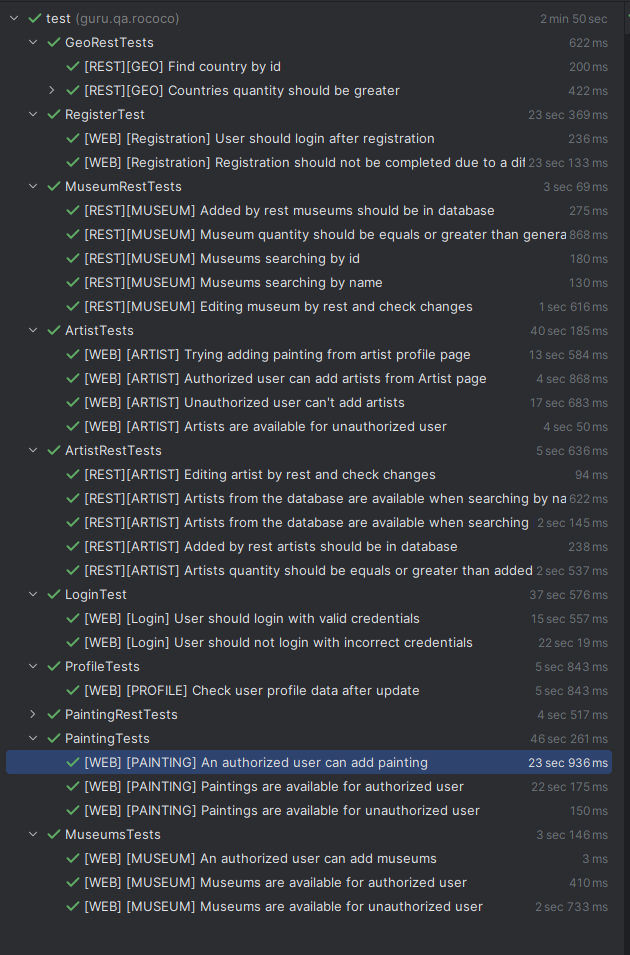 test (guru.qa.rococo) 2 min 50 sec
GeoRestTests 622 ms
[REST][GEO] Find country by id 200 ms
[REST][GEO] Countries quantity should be greater 422 ms
RegisterTest 23 sec 369 ms
[WEB] [Registration] User should login after registration 236 ms
[WEB] [Registration] Registration should not be completed due to a dif 23 sec 133 ms
MuseumRestTests 3 sec 69 ms
[REST][MUSEUM] Added by rest museums should be in database 275 ms
[REST][MUSEUM] Museum quantity should be equals or greater than genera 868 ms
[REST][MUSEUM] Museums searching by id 180 ms
[REST][MUSEUM] Museums searching by name 130 ms
[REST][MUSEUM] Editing museum by rest and check changes 1 sec 616 ms
ArtistTests 40 sec 185 ms
[WEB] [ARTIST] Trying adding painting from artist profile page 13 sec 584 ms
[WEB] [ARTIST] Authorized user can add artists from Artist page 4 sec 868 ms
[WEB] [ARTIST] Unauthorized user can't add artists 17 sec 683 ms
[WEB] [ARTIST] Artists are available for unauthorized user 4 sec 50 ms
ArtistRestTests 5 sec 636 ms
[REST][ARTIST] Editing artist by rest and check changes 94 ms
[REST][ARTIST] Artists from the database are available when searching by na 622 ms
[REST][ARTIST] Artists from the database are available when searching 2 sec 145 ms
[REST][ARTIST] Added by rest artists should be in database 238 ms
[REST][ARTIST] Artists quantity should be equals or greater than added 2 sec 537 ms
LoginTest 37 sec 576 ms
[WEB] [Login] User should login with valid credentials 15 sec 557 ms
[WEB] [Login] User should not login with incorrect credentials 22 sec 19 ms
ProfileTests 5 sec 843 ms
[WEB] [PROFILE] Check user profile data after update 5 sec 843 ms
PaintingRestTests 4 sec 517 ms
PaintingTests 46 sec 261 ms
[WEB] [PAINTING] An authorized user can add painting 23 sec 936 ms
[WEB] [PAINTING] Paintings are available for authorized user 22 sec 175 ms
[WEB] [PAINTING] Paintings are available for unauthorized user 150 ms
MuseumsTests 3 sec 146 ms
[WEB] [MUSEUM] An authorized user can add museums 3 ms
[WEB] [MUSEUM] Museums are available for authorized user 410 ms
[WEB] [MUSEUM] Museums are available for unauthorized user 2 sec 733 ms